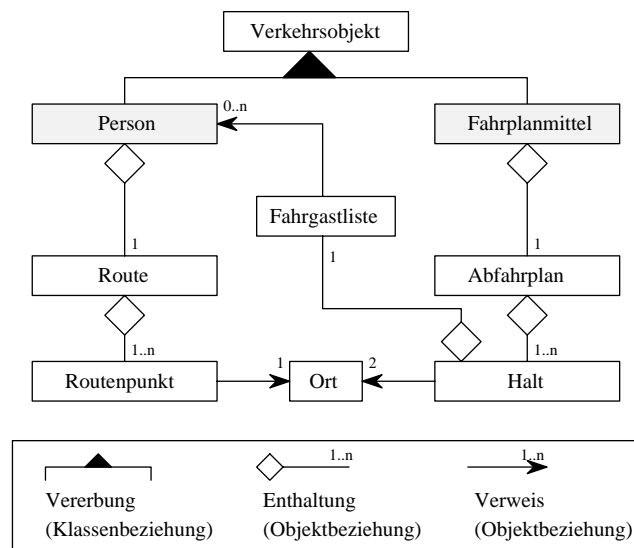 Verkehrsobjekt
0..n
Person
Fahrplanmittel
Fahrgastliste
1
1
1
Route
Abfahrplan
1..n
1..n
1
2
Routenpunkt
Ort
Halt
1..n
1..n
Vererbung
Enthaltung
Verweis
(Klassenbeziehung)
(Objektbeziehung)
(Objektbeziehung)